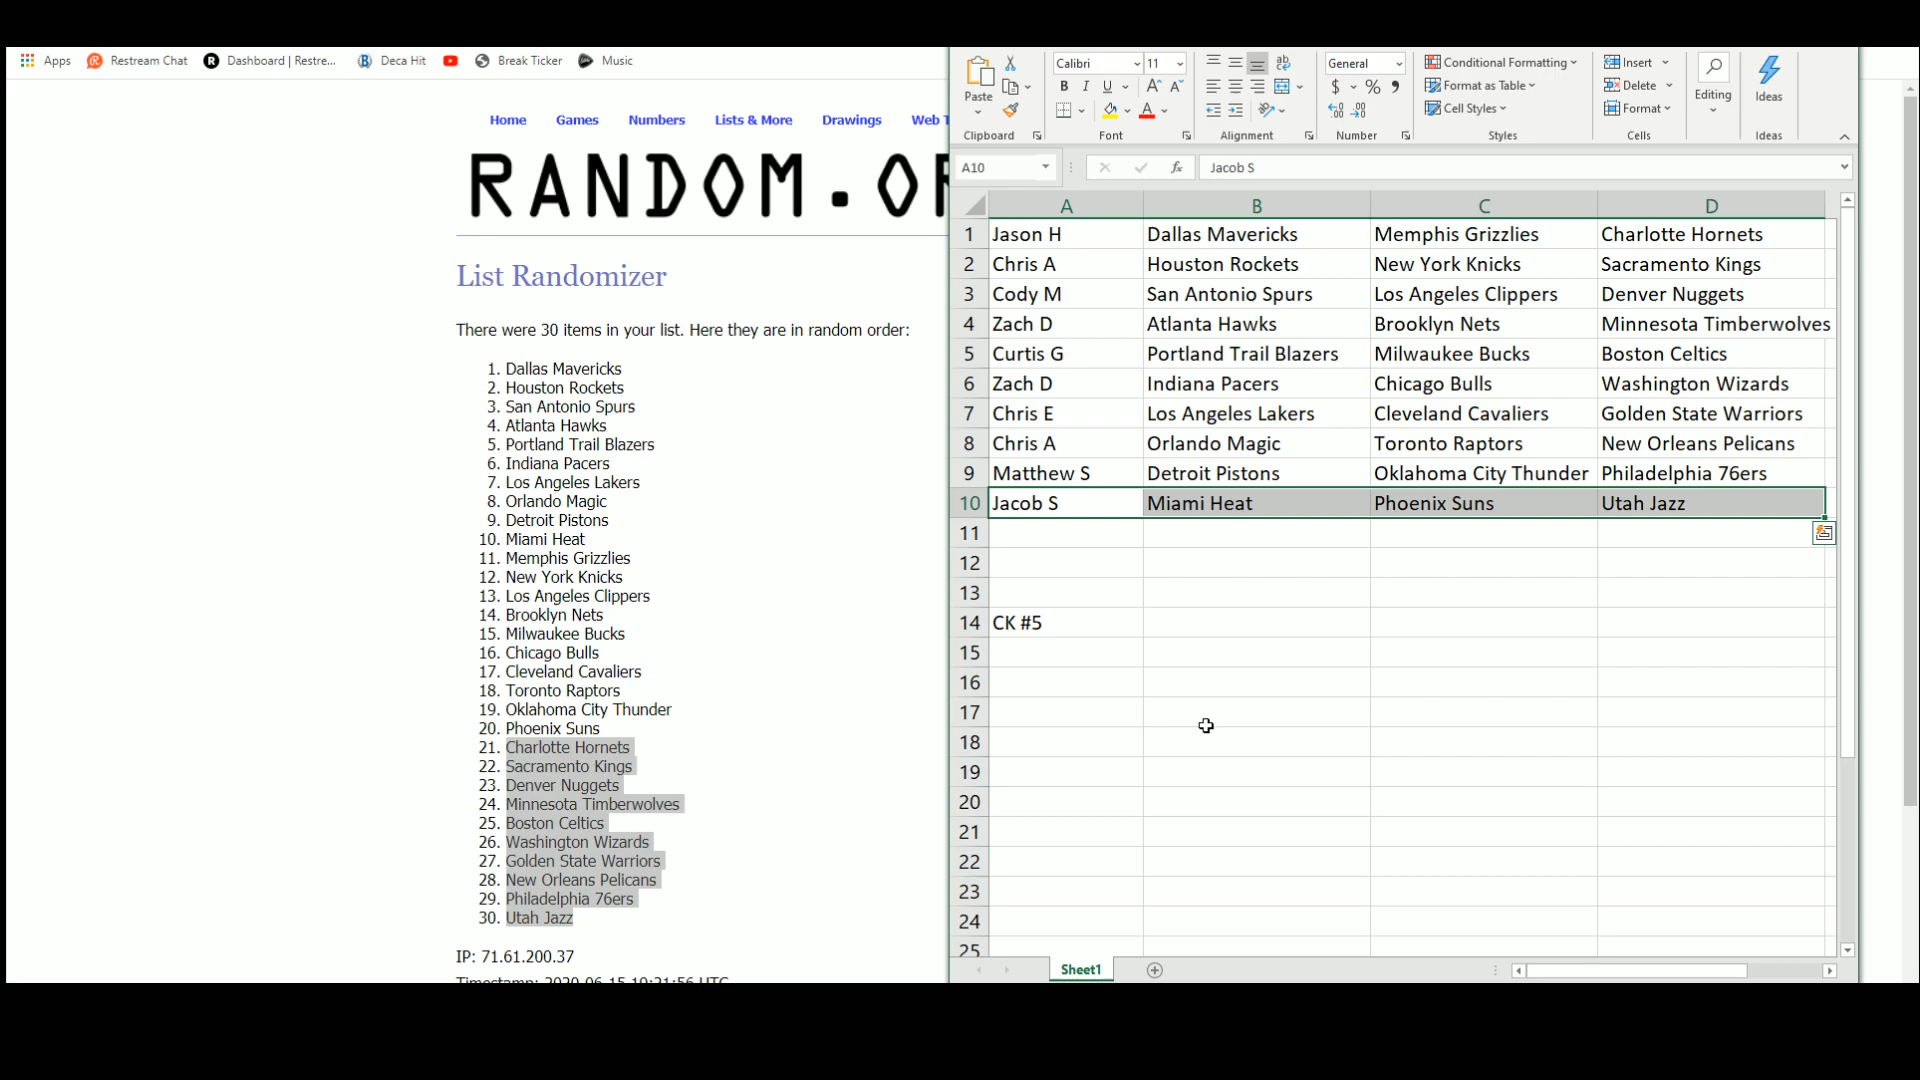 Apps Restream Chat Dashboard | Restre... Deca Hit Break Ticker Music
Home Games Numbers Lists & More Drawings Web T
RANDOM.OR
List Randomizer
There were 30 items in your list. Here they are in random order:
1. Dallas Mavericks
2. Houston Rockets
3. San Antonio Spurs
4. Atlanta Hawks
5. Portland Trail Blazers
6. Indiana Pacers
7. Los Angeles Lakers
8. Orlando Magic
9. Detroit Pistons
10. Miami Heat
11. Memphis Grizzlies
12. New York Knicks
13. Los Angeles Clippers
14. Brooklyn Nets
15. Milwaukee Bucks
16. Chicago Bulls
17. Cleveland Cavaliers
18. Toronto Raptors
19. Oklahoma City Thunder
20. Phoenix Suns
21. Charlotte Hornets
22. Sacramento Kings
23. Denver Nuggets
24. Minnesota Timberwolves
25. Boston Celtics
26. Washington Wizards
27. Golden State Warriors
28. New Orleans Pelicans
29. Philadelphia 76ers
30. Utah Jazz
IP: 71.61.200.37
Timestamp: 2020-06-15 10:21:56 UTC
Calibri 11 General Conditional Formatting Insert
Paste B I U A A $ % Format as Table Delete Editing Ideas
A Cell Styles Format
Clipboard Font Alignment Number Styles Cells Ideas
A10 fx Jacob S
A B C D
1 Jason H Dallas Mavericks Memphis Grizzlies Charlotte Hornets
2 Chris A Houston Rockets New York Knicks Sacramento Kings
3 Cody M San Antonio Spurs Los Angeles Clippers Denver Nuggets
4 Zach D Atlanta Hawks Brooklyn Nets Minnesota Timberwolves
5 Curtis G Portland Trail Blazers Milwaukee Bucks Boston Celtics
6 Zach D Indiana Pacers Chicago Bulls Washington Wizards
7 Chris E Los Angeles Lakers Cleveland Cavaliers Golden State Warriors
8 Chris A Orlando Magic Toronto Raptors New Orleans Pelicans
9 Matthew S Detroit Pistons Oklahoma City Thunder Philadelphia 76ers
10 Jacob S Miami Heat Phoenix Suns Utah Jazz
11
12
13
14 CK #5
15
16
17
18
19
20
21
22
23
24
25
Sheet1